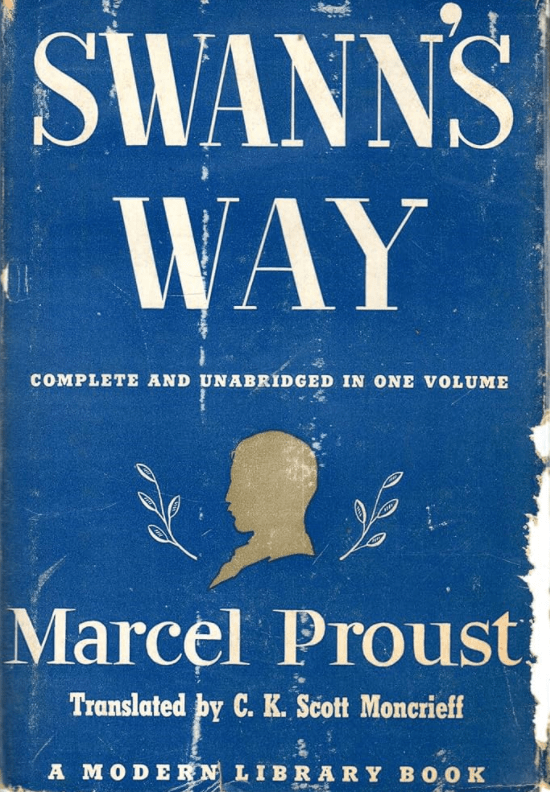 SWANN'S
WAY
COMPLETE AND UNABRIDGED IN ONE VOLUME
Marcel Proust
Translated by C. K. Scott Moncrieff
A MODERN LIBRARY BOOK